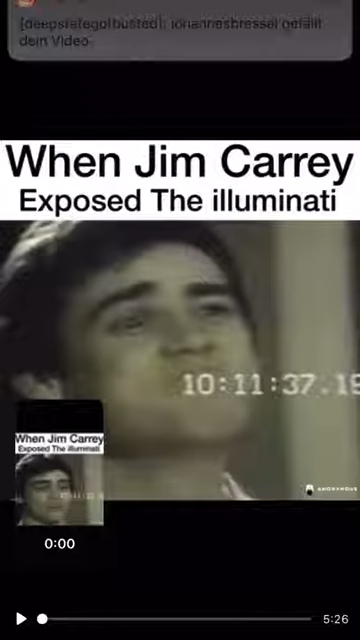 [deepstategotbusted]: johannesbressel gefällt
dein Video
When Jim Carrey
Exposed The illuminati
10:11:37.18
When Jim Carrey
Exposed The illuminati
ANONYMOUS
0:00
5:26